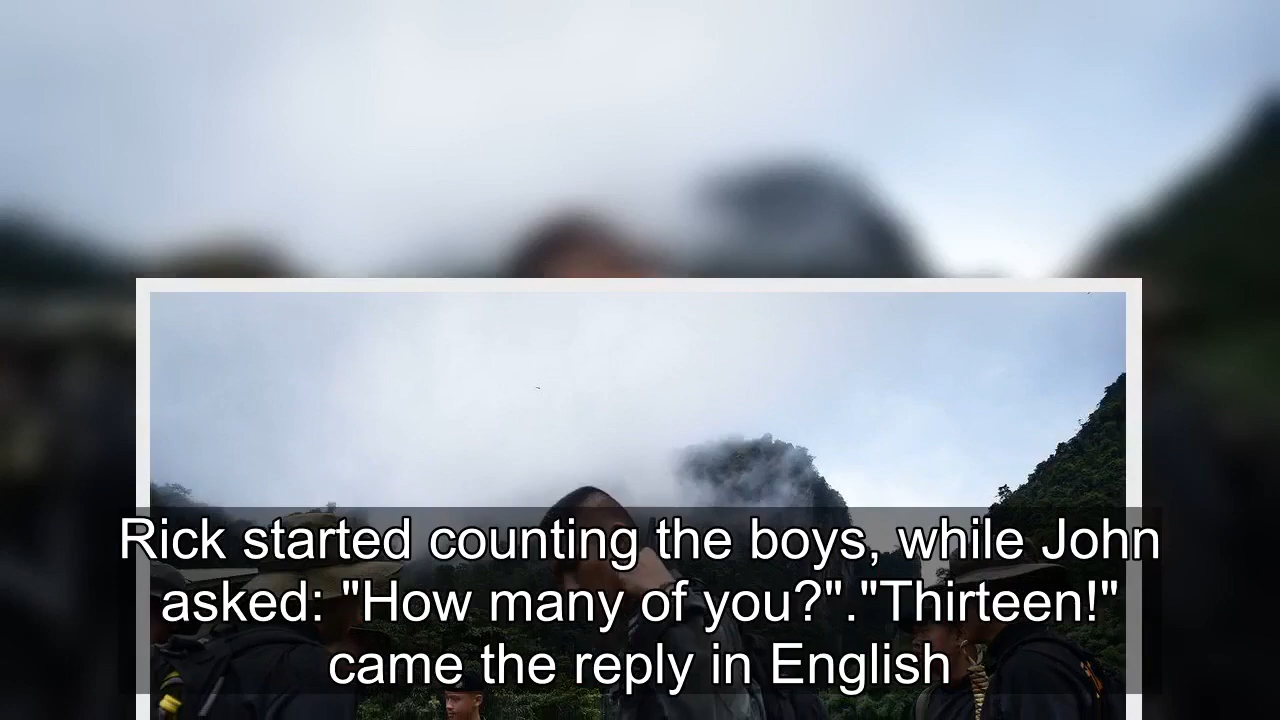 Rick started counting the boys, while John
asked: "How many of you?"."Thirteen!"
came the reply in English